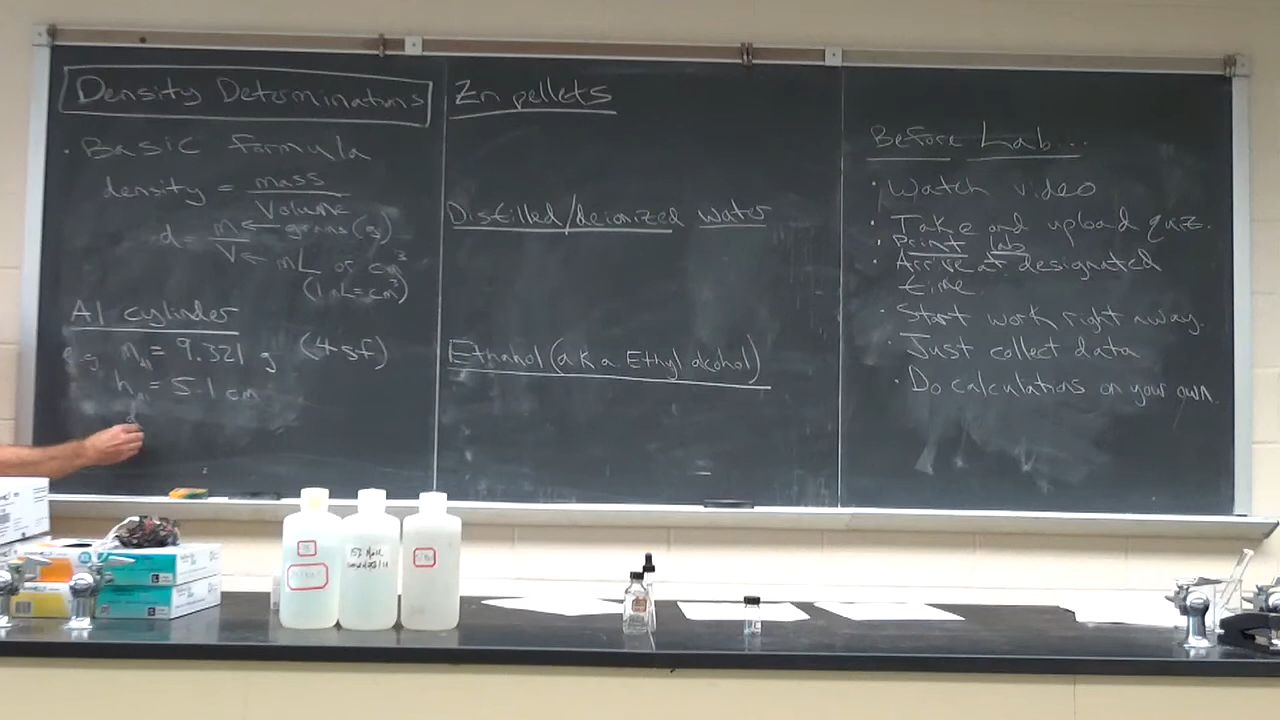 Density Determinations
• Basic Formula
density = mass / Volume
d = m ← grams (g)
V ← mL or cm³
(1 mL = cm³)
Al cylinder
e.g. mAl = 9.321 g (4 sf)
hAl = 5.1 cm
Zn pellets
Distilled/deionized water
Ethanol (a.k.a. Ethyl alcohol)
Before Lab...
• Watch video
• Take and upload quiz.
• Print lab
• Arrive at designated
time.
• Start work right away.
• Just collect data
• Do calculations on your own.